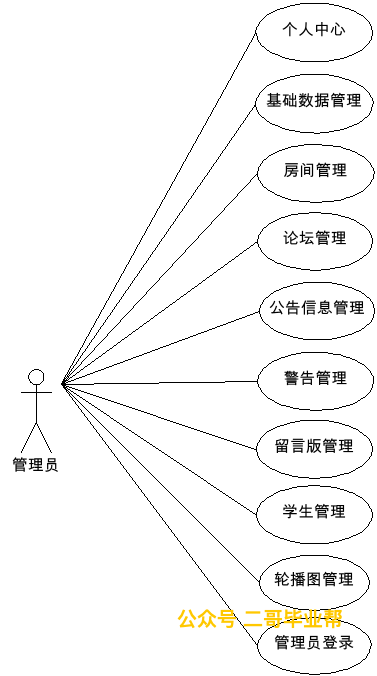 个人中心
基础数据管理
房间管理
论坛管理
公告信息管理
警告管理
管理员
留言版管理
学生管理
轮播图管理
公众号 二哥毕业帮
管理员登录